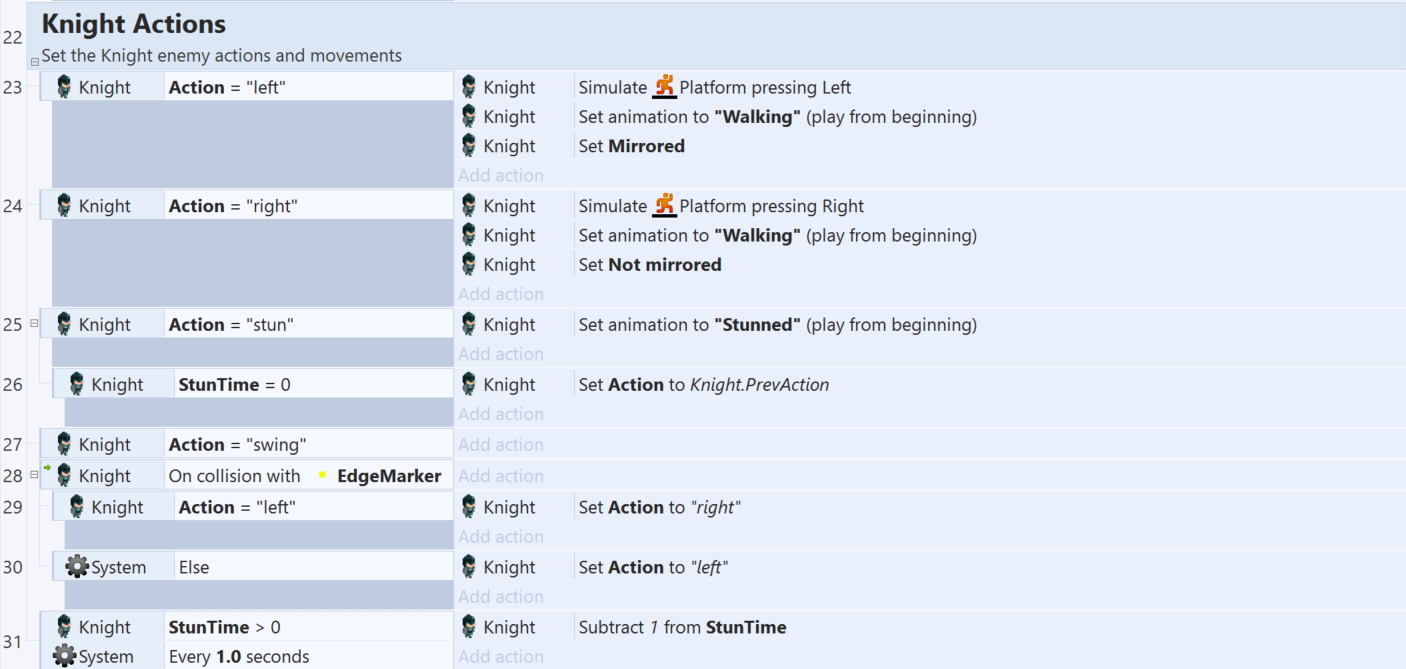 Knight Actions
22
Set the Knight enemy actions and movements
23 Knight Action = "left" Knight Simulate Platform pressing Left
Knight Set animation to "Walking" (play from beginning)
Knight Set Mirrored
Add action
24 Knight Action = "right" Knight Simulate Platform pressing Right
Knight Set animation to "Walking" (play from beginning)
Knight Set Not mirrored
Add action
25 Knight Action = "stun" Knight Set animation to "Stunned" (play from beginning)
Add action
26 Knight StunTime = 0 Knight Set Action to Knight.PrevAction
Add action
27 Knight Action = "swing" Add action
28 Knight On collision with EdgeMarker Add action
29 Knight Action = "left" Knight Set Action to "right"
Add action
30 System Else Knight Set Action to "left"
Add action
31 Knight StunTime > 0 Knight Subtract 1 from StunTime
System Every 1.0 seconds Add action